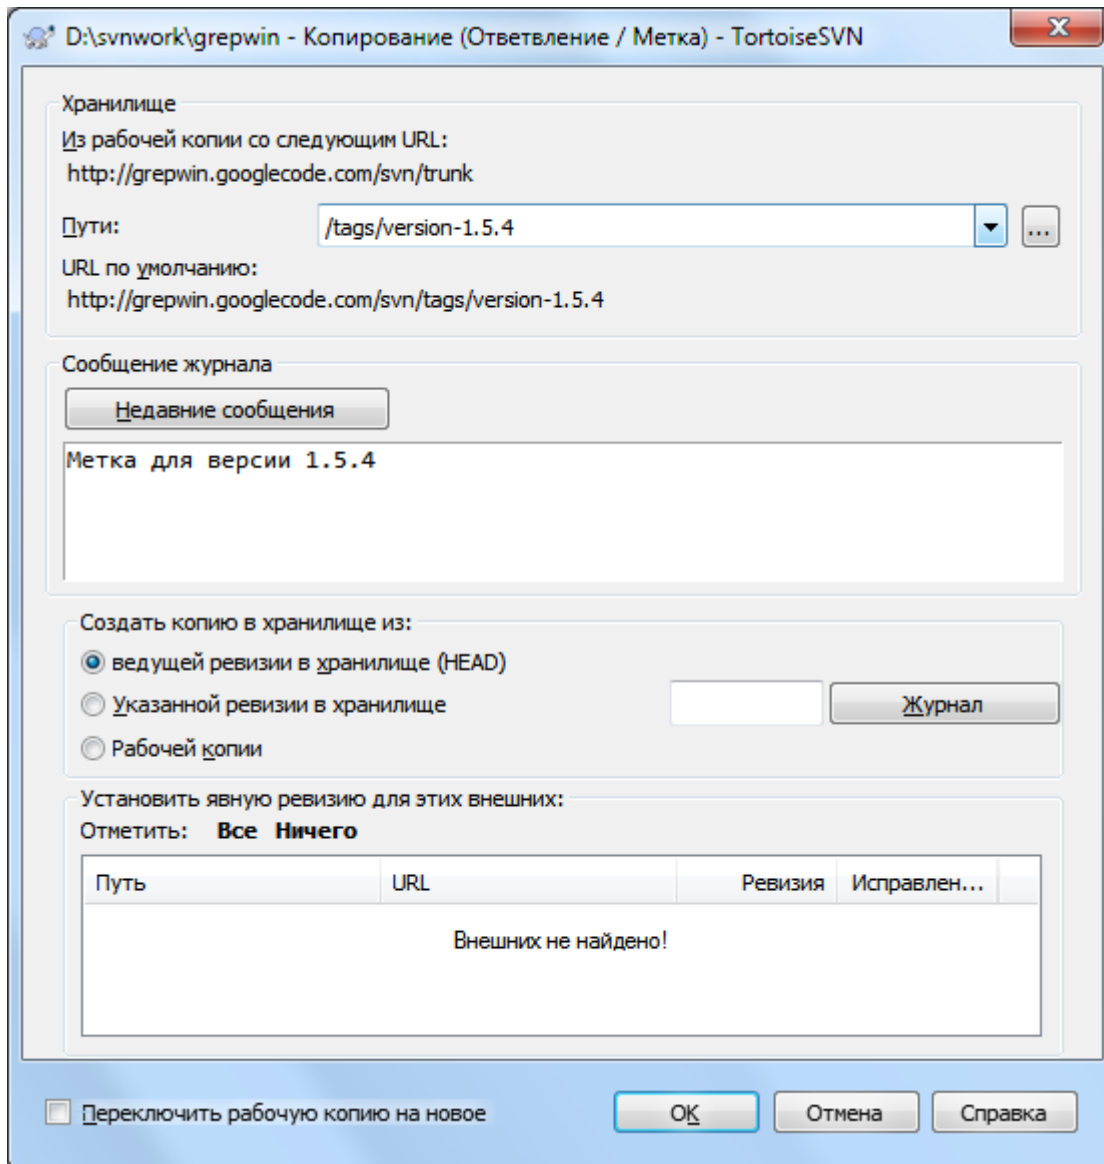 D:\svnwork\grepwin - Копирование (Ответвление / Метка) - TortoiseSVN
Хранилище
Из рабочей копии со следующим URL:
http://grepwin.googlecode.com/svn/trunk
Пути: /tags/version-1.5.4 ...
URL по умолчанию:
http://grepwin.googlecode.com/svn/tags/version-1.5.4
Сообщение журнала
Недавние сообщения
Метка для версии 1.5.4
Создать копию в хранилище из:
ведущей ревизии в хранилище (HEAD)
Указанной ревизии в хранилище Журнал
Рабочей копии
Установить явную ревизию для этих внешних:
Отметить: Все Ничего
Путь URL Ревизия Исправлен...
Внешних не найдено!
Переключить рабочую копию на новое OK Отмена Справка